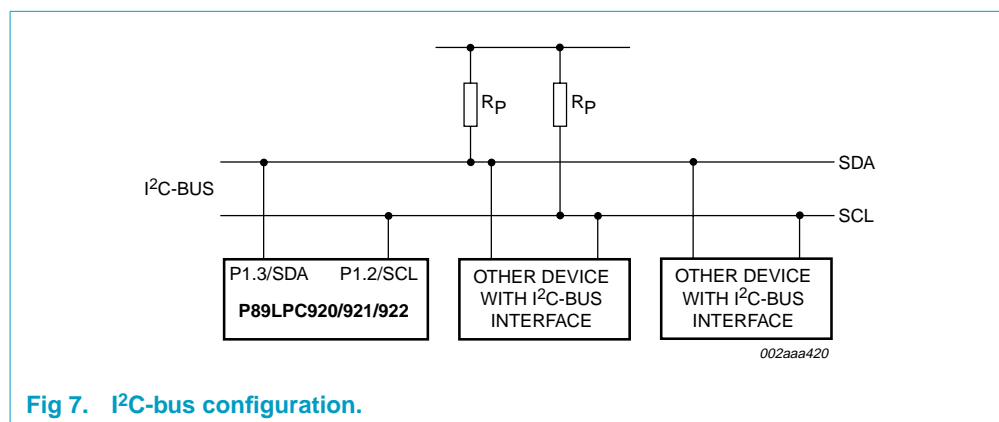 RP RP
SDA
I2C-BUS
SCL
P1.3/SDA P1.2/SCL
P89LPC920/921/922
OTHER DEVICE
WITH I2C-BUS
INTERFACE
OTHER DEVICE
WITH I2C-BUS
INTERFACE
002aaa420
Fig 7. I2C-bus configuration.